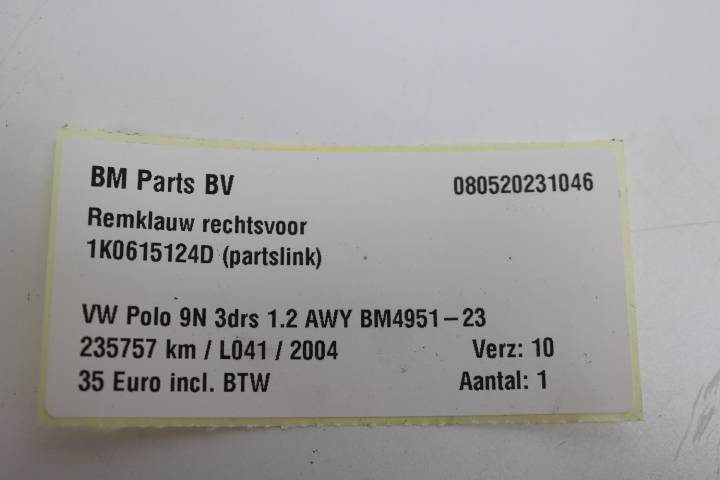 BM Parts BV 080520231046
Remklauw rechtsvoor
1K0615124D (partslink)
VW Polo 9N 3drs 1.2 AWY BM4951-23
235757 km / L041 / 2004 Verz: 10
35 Euro incl. BTW Aantal: 1